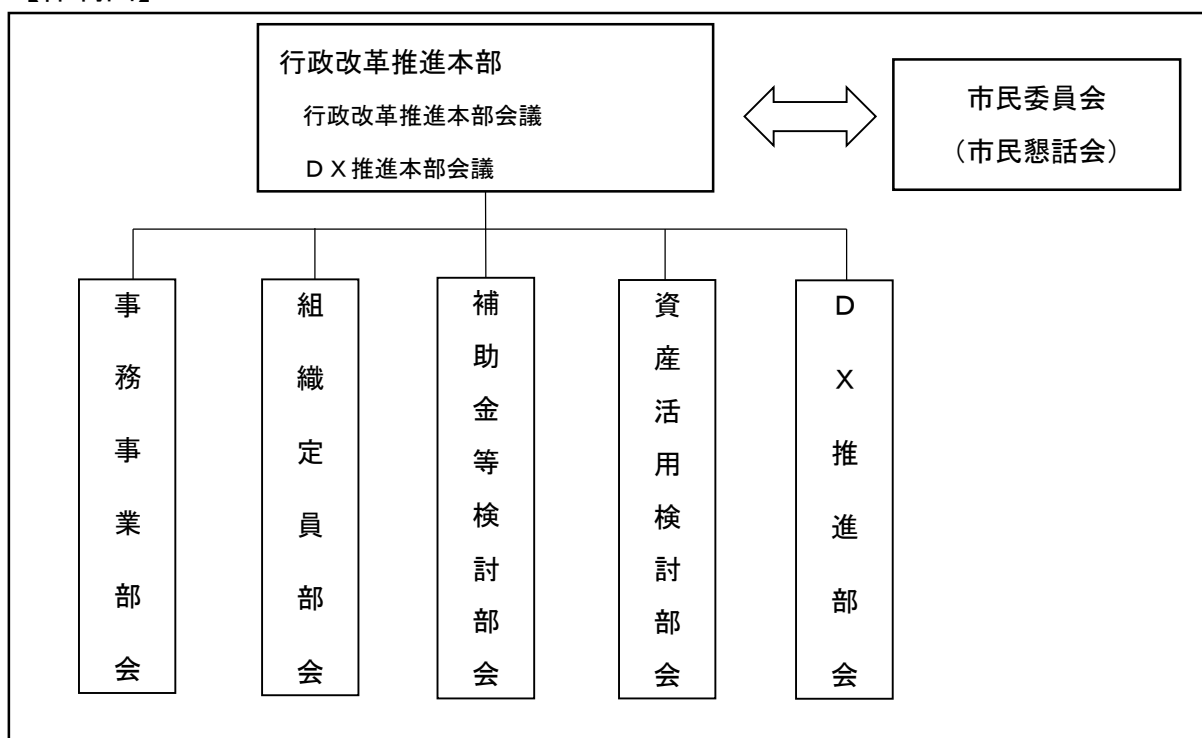 行政改革推進本部
行政改革推進本部会議
ＤＸ推進本部会議
市民委員会
（市民懇話会）
事務事業部会
組織定員部会
補助金等検討部会
資産活用検討部会
ＤＸ推進部会